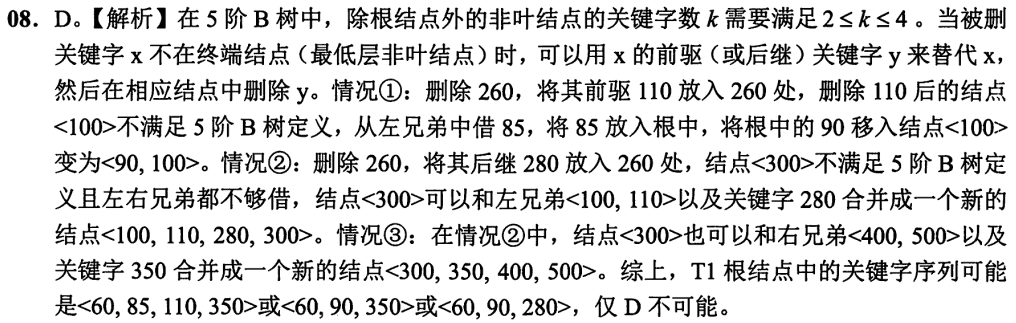 08. D。【解析】在 5 阶 B 树中，除根结点外的非叶结点的关键字数 k 需要满足 2 ≤ k ≤ 4 。当被删
关键字 x 不在终端结点（最低层非叶结点）时，可以用 x 的前驱（或后继）关键字 y 来替代 x，
然后在相应结点中删除 y。情况①：删除 260，将其前驱 110 放入 260 处，删除 110 后的结点
<100>不满足 5 阶 B 树定义，从左兄弟中借 85，将 85 放入根中，将根中的 90 移入结点<100>
变为<90, 100>。情况②：删除 260，将其后继 280 放入 260 处，结点<300>不满足 5 阶 B 树定
义且左右兄弟都不够借，结点<300>可以和左兄弟<100, 110>以及关键字 280 合并成一个新的
结点<100, 110, 280, 300>。情况③：在情况②中，结点<300>也可以和右兄弟<400, 500>以及
关键字 350 合并成一个新的结点<300, 350, 400, 500>。综上，T1 根结点中的关键字序列可能
是<60, 85, 110, 350>或<60, 90, 350>或<60, 90, 280>，仅 D 不可能。